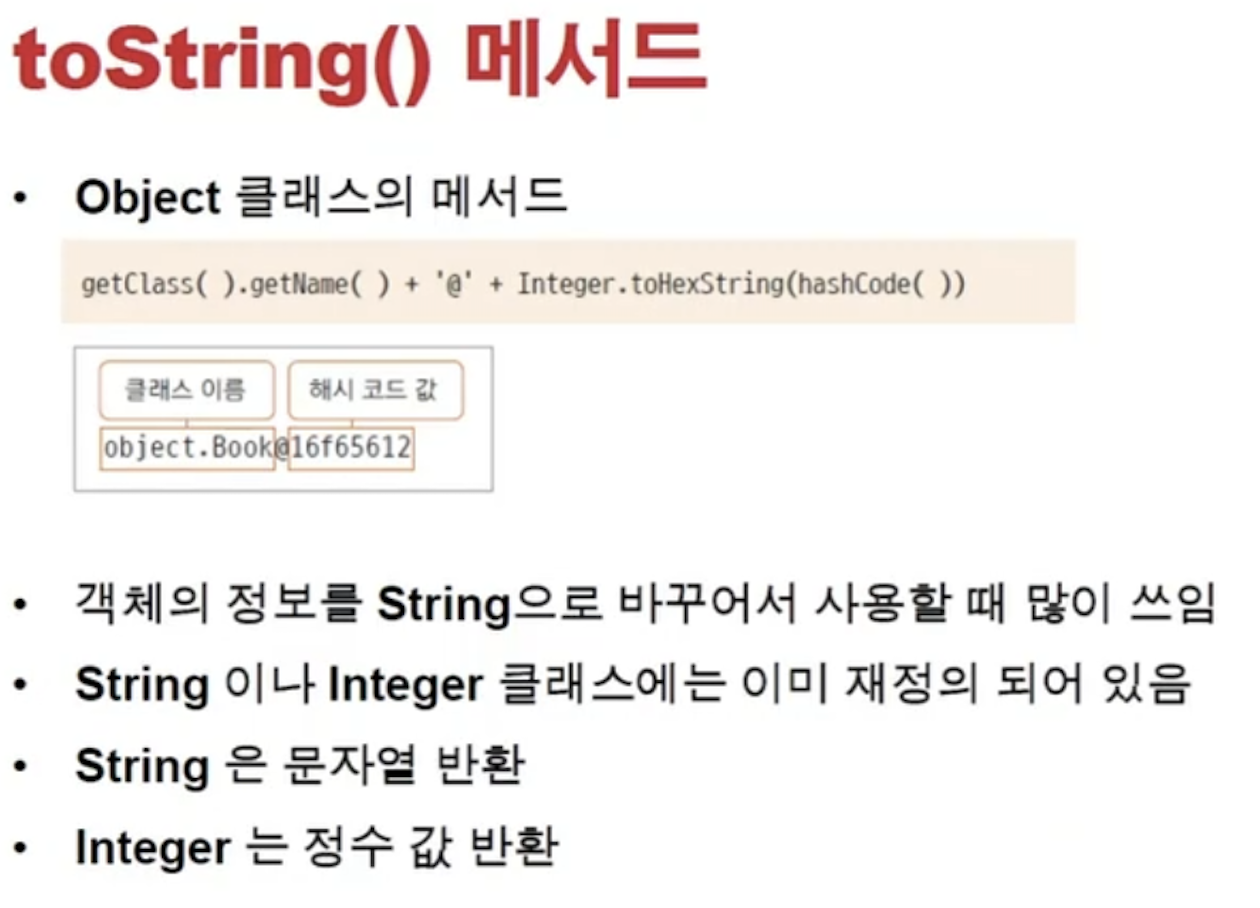 toString() 메서드
• Object 클래스의 메서드
getClass( ).getName( ) + '@' + Integer.toHexString(hashCode( ))
클래스 이름 해시 코드 값
object.Book@16f65612
• 객체의 정보를 String으로 바꾸어서 사용할 때 많이 쓰임
• String 이나 Integer 클래스에는 이미 재정의 되어 있음
• String 은 문자열 반환
• Integer 는 정수 값 반환